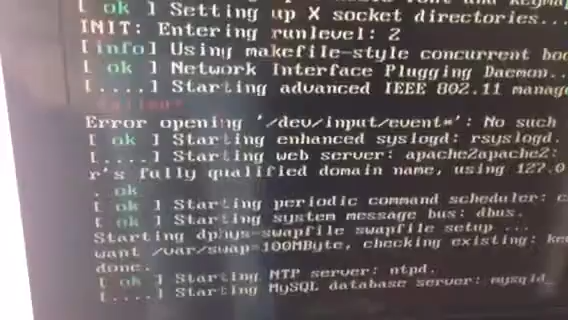 [ ok ] Setting up X socket directories...
INIT: Entering runlevel: 2
[info] Using makefile-style concurrent boo
[ ok ] Network Interface Plugging Daemon...
[....] Starting advanced IEEE 802.11 manage
failed!
Error opening '/dev/input/event*': No such
[ ok ] Starting enhanced syslogd: rsyslogd.
[....] Starting web server: apache2apache2:
r's fully qualified domain name, using 127.0
. ok
[ ok ] Starting periodic command scheduler: c
[ ok ] Starting system message bus: dbus.
Starting dphys-swapfile swapfile setup ...
want /var/swap=100MByte, checking existing: kee
done.
[ ok ] Starting NTP server: ntpd.
[....] Starting MySQL database server: mysqld_